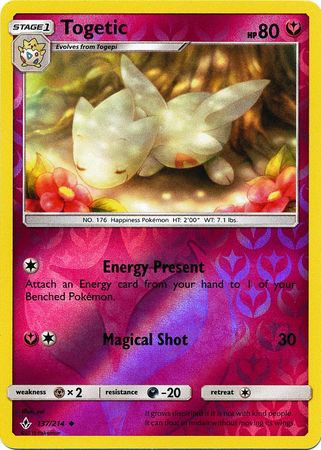 STAGE 1
Togetic
HP 80
Evolves from Togepi
NO. 176 Happiness Pokémon HT: 2'00" WT: 7.1 lbs.
Energy Present
Attach an Energy card from your hand to 1 of your
Benched Pokémon.
Magical Shot 30
weakness ×2 resistance -20 retreat
137/214
It grows dispirited if it is not with kind people.
It can float in midair without moving its wings.